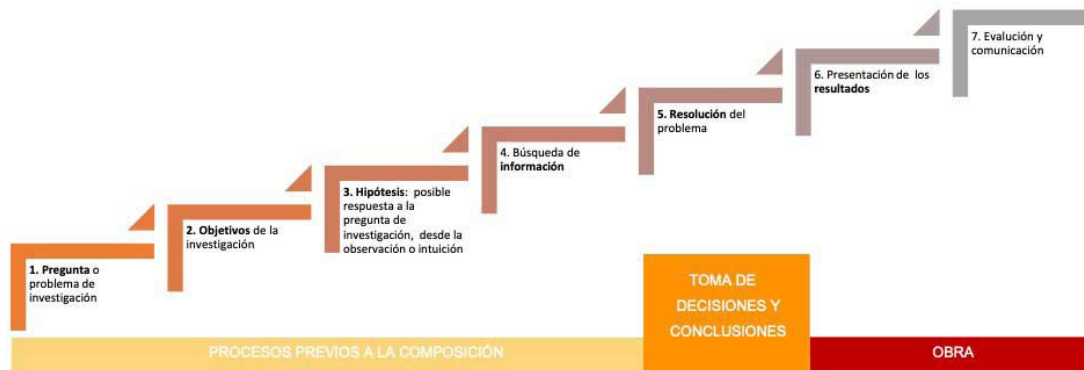 1. Pregunta o
problema de
investigación
2. Objetivos de la
investigación
3. Hipótesis: posible
respuesta a la
pregunta de
investigación, desde la
observación o intuición
4. Búsqueda de
información
5. Resolución del
problema
6. Presentación de los
resultados
7. Evalución y
comunicación
PROCESOS PREVIOS A LA COMPOSICIÓN
TOMA DE
DECISIONES Y
CONCLUSIONES
OBRA